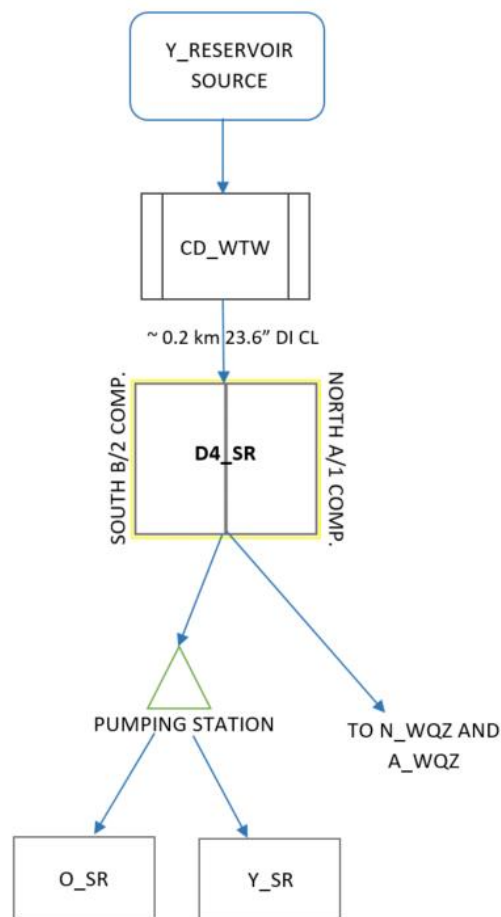 Y_RESERVOIR
SOURCE
CD_WTW
~ 0.2 km 23.6” DI CL
SOUTH B/2 COMP.
D4_SR
NORTH A/1 COMP.
PUMPING STATION
TO N_WQZ AND
A_WQZ
O_SR
Y_SR